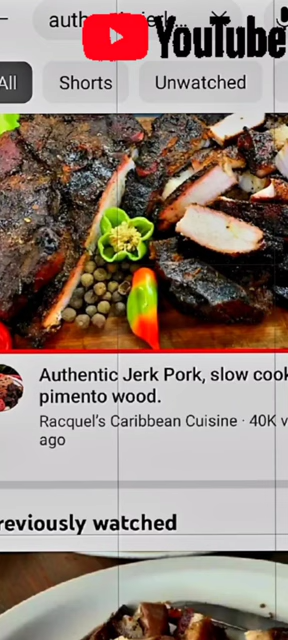 YouTube
All
Shorts
Unwatched
Authentic Jerk Pork, slow cook
pimento wood.
Racquel's Caribbean Cuisine · 40K v
ago
reviously watched